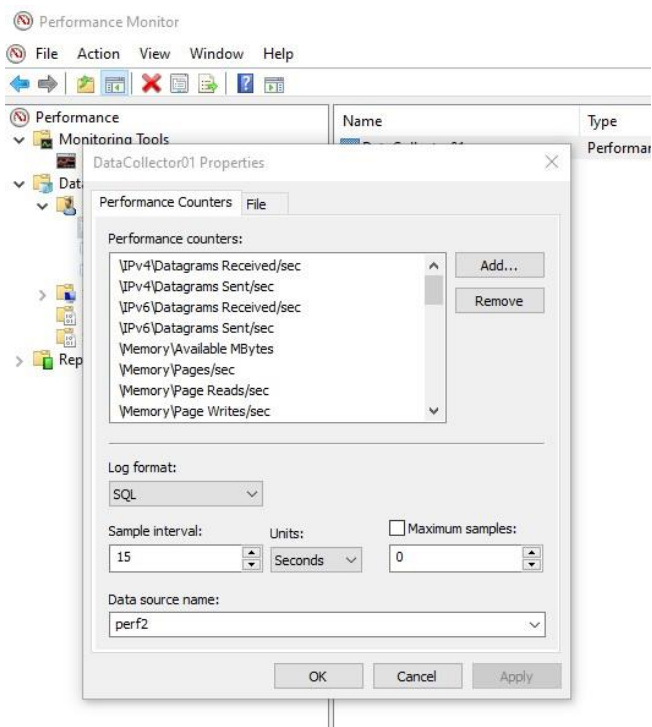 Performance Monitor
File Action View Window Help
Performance
Monitoring Tools
Data
Rep
Name Type
Performan
DataCollector01 Properties
Performance Counters File
Performance counters:
\IPv4\Datagrams Received/sec
\IPv4\Datagrams Sent/sec
\IPv6\Datagrams Received/sec
\IPv6\Datagrams Sent/sec
\Memory\Available MBytes
\Memory\Pages/sec
\Memory\Page Reads/sec
\Memory\Page Writes/sec
Add...
Remove
Log format:
SQL
Sample interval: Units: Maximum samples:
15 Seconds 0
Data source name:
perf2
OK Cancel Apply